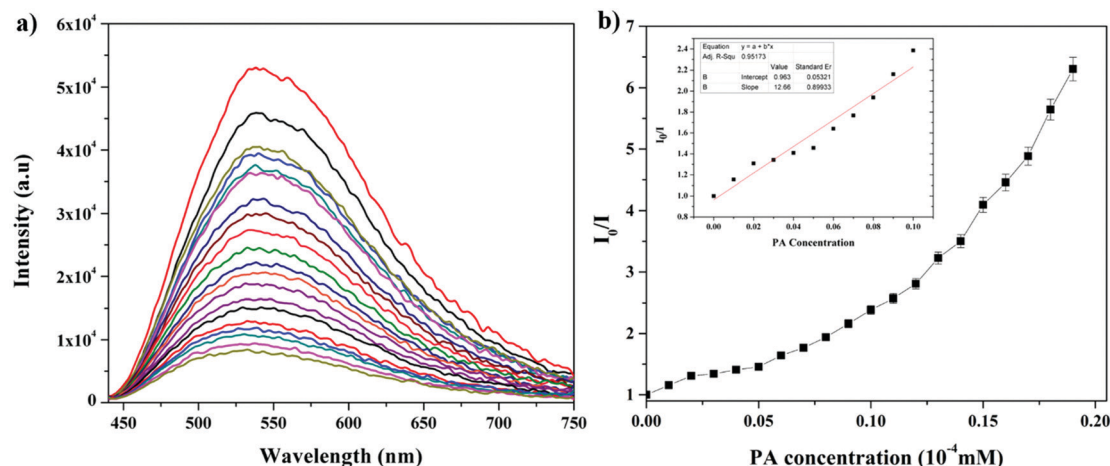 a)
6x10⁴
5x10⁴
4x10⁴
3x10⁴
2x10⁴
1x10⁴
0
Intensity (a.u)
450 500 550 600 650 700 750
Wavelength (nm)
b)
7
6
5
4
3
2
1
I₀/I
0.00 0.05 0.10 0.15 0.20
PA concentration (10⁻⁴mM)
Equation y = a + b*x
Adj. R-Squ 0.95173
Value Standard Er
B Intercept 0.963 0.05321
B Slope 12.66 0.89933
2.4
2.2
2.0
1.8
1.6
1.4
1.2
1.0
0.8
I₀/I
0.00 0.02 0.04 0.06 0.08 0.10
PA Concentration